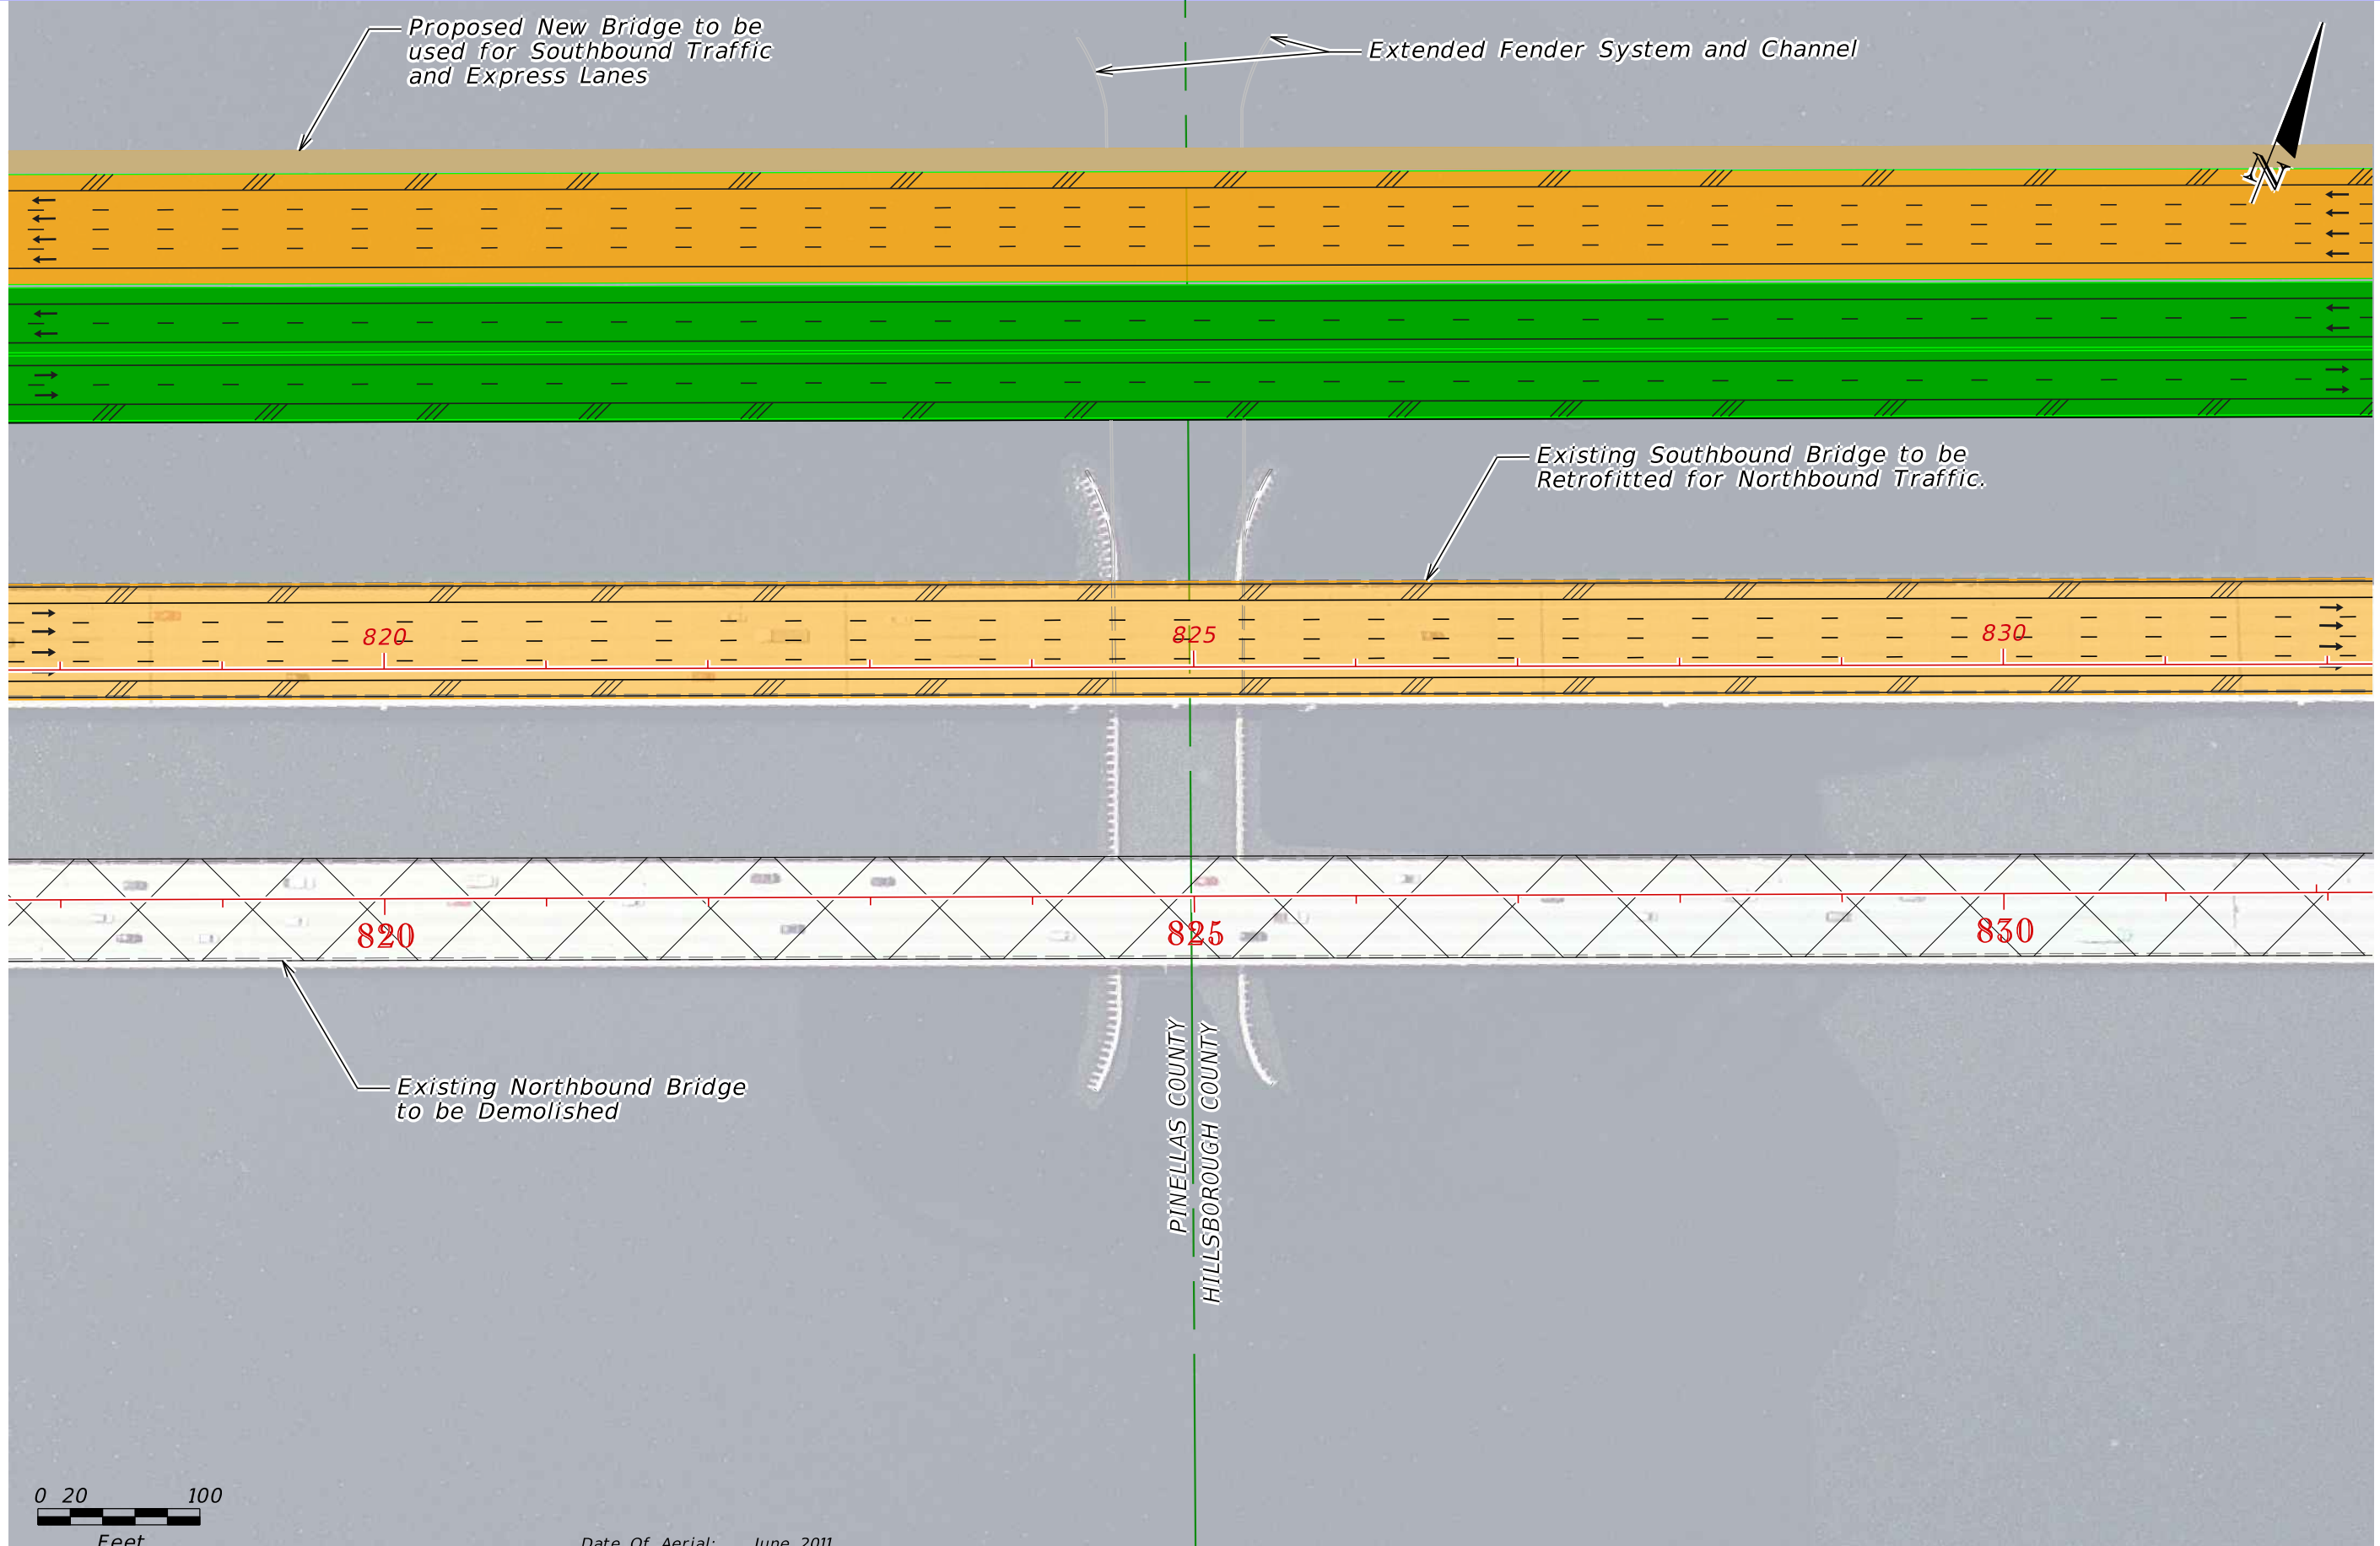 Proposed New Bridge to be
used for Southbound Traffic
and Express Lanes
Extended Fender System and Channel
N
Existing Southbound Bridge to be
Retrofitted for Northbound Traffic.
820
825
830
820
825
830
Existing Northbound Bridge
to be Demolished
PINELLAS COUNTY
HILLSBOROUGH COUNTY
0 20 100
Feet
Date Of Aerial: June 2011